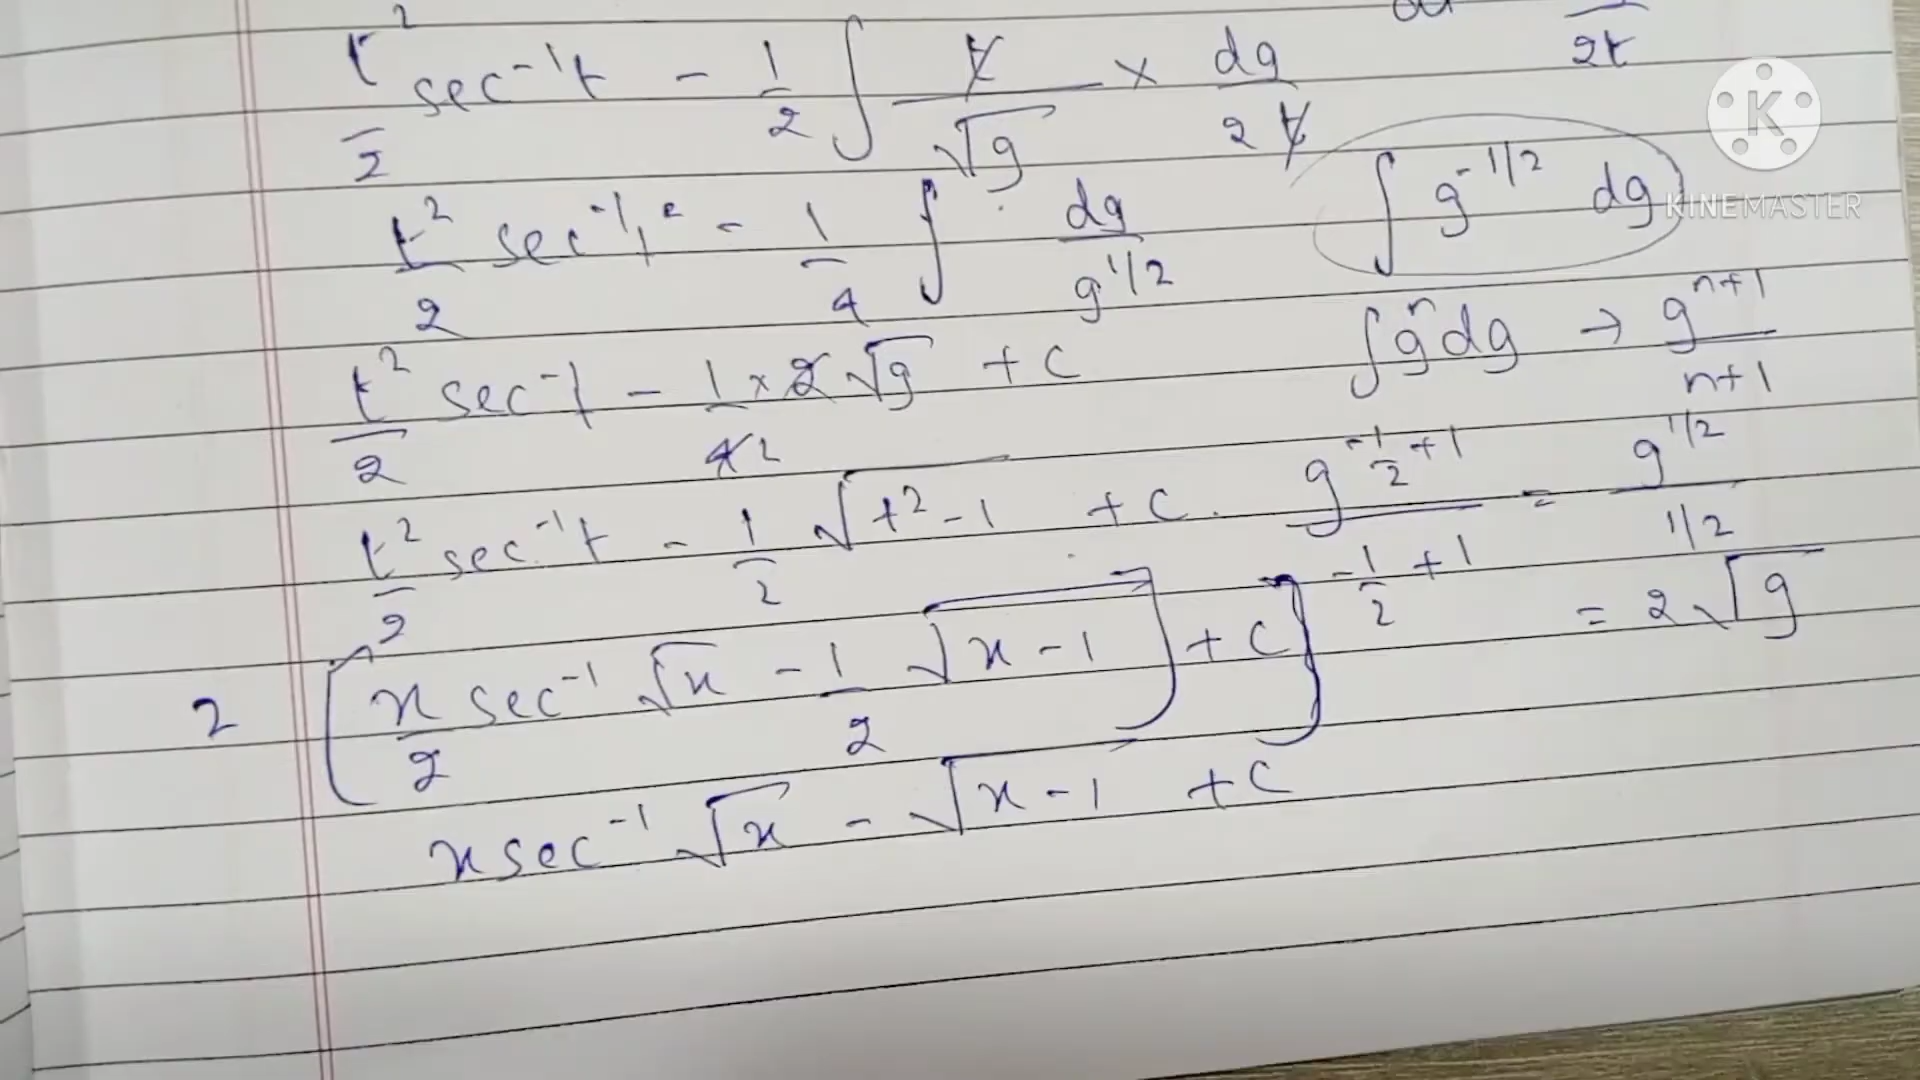 t²/2 sec⁻¹t - 1/2 ∫ t/√g × dg/2t
2t
K
KINEMASTER
t²/2 sec⁻¹t - 1/4 ∫ dg/g^1/2
∫ g^-1/2 dg
t²/2 sec⁻¹t - 1/42 × 2√g + C
∫ gⁿ dg → g^n+1/n+1
t²/2 sec⁻¹t - 1/2 √t²-1 + C.
g^-1/2+1/-1/2+1 = g^1/2/1/2
= 2√g
2 [x/2 sec⁻¹ √x - 1/2 √x-1] + C]
x sec⁻¹ √x - √x-1 + C